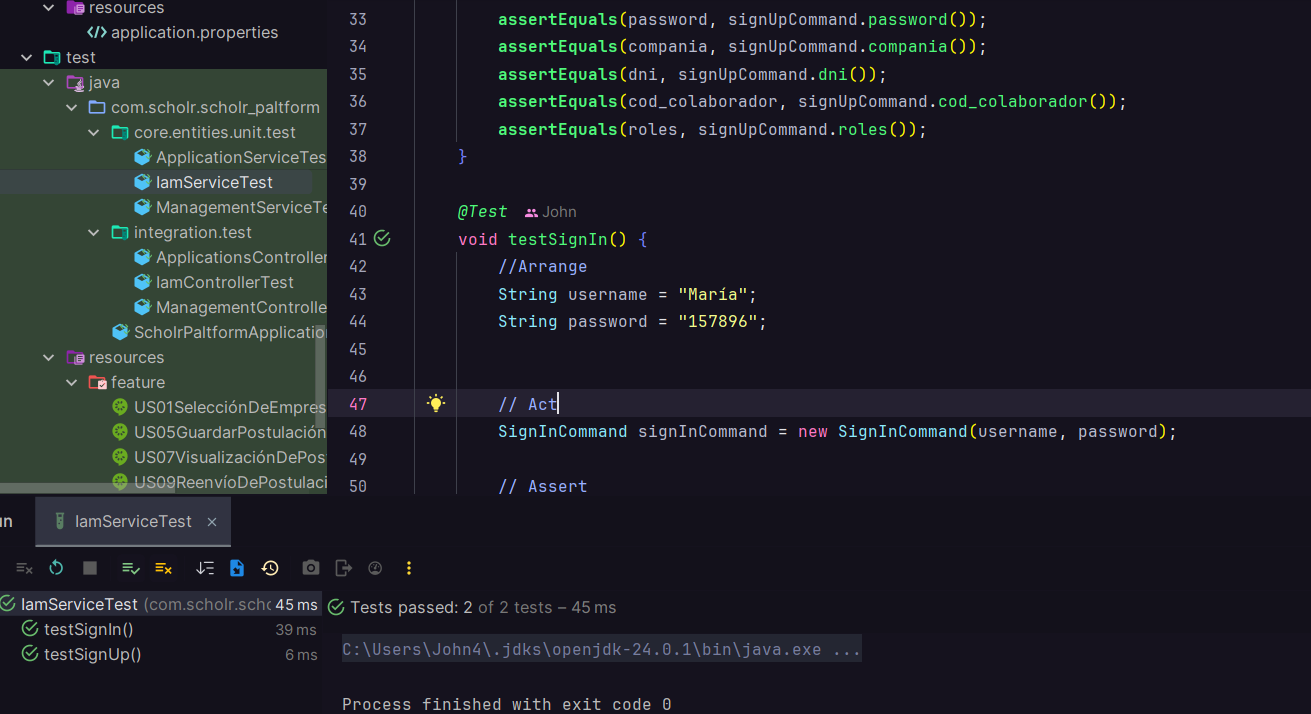 resources
application.properties
test
java
com.scholr.scholr_paltform
core.entities.unit.test
ApplicationServiceTes
IamServiceTest
ManagementServiceTe
integration.test
ApplicationsController
IamControllerTest
ManagementControlle
ScholrPaltformApplicatio
resources
feature
US01SelecciónDeEmpres
US05GuardarPostulación
US07VisualizaciónDePos
US09ReenvíoDePostulaci
33 assertEquals(password, signUpCommand.password());
34 assertEquals(compania, signUpCommand.compania());
35 assertEquals(dni, signUpCommand.dni());
36 assertEquals(cod_colaborador, signUpCommand.cod_colaborador());
37 assertEquals(roles, signUpCommand.roles());
38 }
39
40 @Test John
41 void testSignIn() {
42 //Arrange
43 String username = "María";
44 String password = "157896";
45
46
47 // Act
48 SignInCommand signInCommand = new SignInCommand(username, password);
49
50 // Assert
un IamServiceTest ×
IamServiceTest (com.scholr.scho 45 ms
testSignIn() 39 ms
testSignUp() 6 ms
Tests passed: 2 of 2 tests – 45 ms
C:\Users\John4\.jdks\openjdk-24.0.1\bin\java.exe ...
Process finished with exit code 0